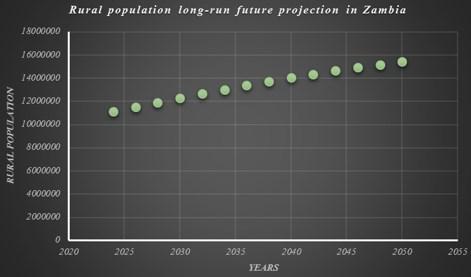 Rural population long-run future projection in Zambia
18000000
16000000
14000000
12000000
10000000
8000000
6000000
4000000
2000000
0
RURAL POPULATION
2020 2025 2030 2035 2040 2045 2050 2055
YEARS